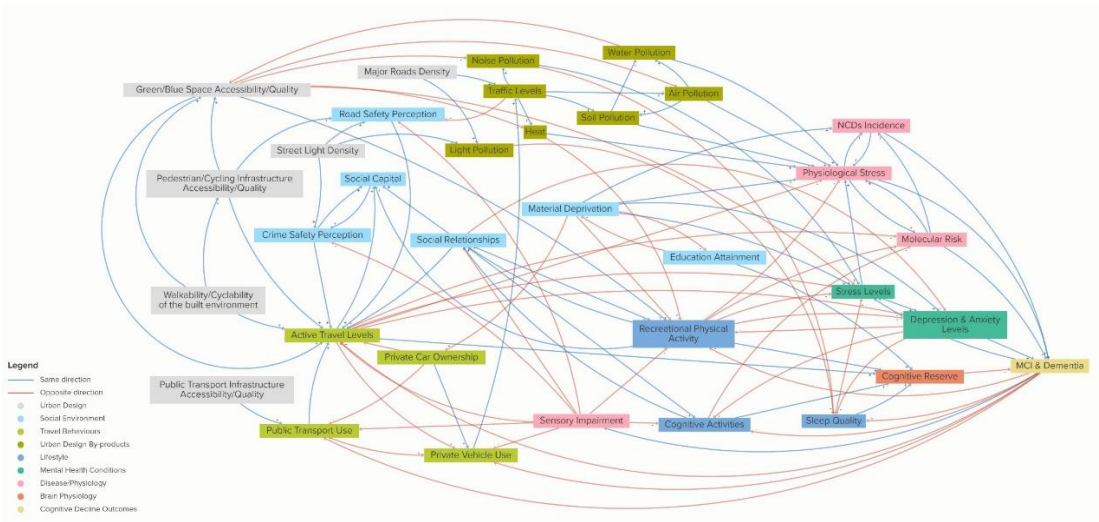 Water Pollution
Noise Pollution
Major Roads Density
Green/Blue Space Accessibility/Quality
Traffic Levels
Air Pollution
Road Safety Perception
Soil Pollution
NCDs Incidence
Heat
Street Light Density
Light Pollution
Physiological Stress
Pedestrian/Cycling Infrastructure
Accessibility/Quality
Social Capital
Material Deprivation
Crime Safety Perception
Social Relationships
Molecular Risk
Education Attainment
Walkability/Cyclability
of the built environment
Stress Levels
Active Travel Levels
Recreational Physical
Activity
Depression & Anxiety
Levels
Private Car Ownership
MCI & Dementia
Cognitive Reserve
Public Transport Infrastructure
Accessibility/Quality
Sensory Impairment
Cognitive Activities
Sleep Quality
Public Transport Use
Private Vehicle Use
Legend
Same direction
Opposite direction
Urban Design
Social Environment
Travel Behaviours
Urban Design By-products
Lifestyle
Mental Health Conditions
Disease/Physiology
Brain Physiology
Cognitive Decline Outcomes